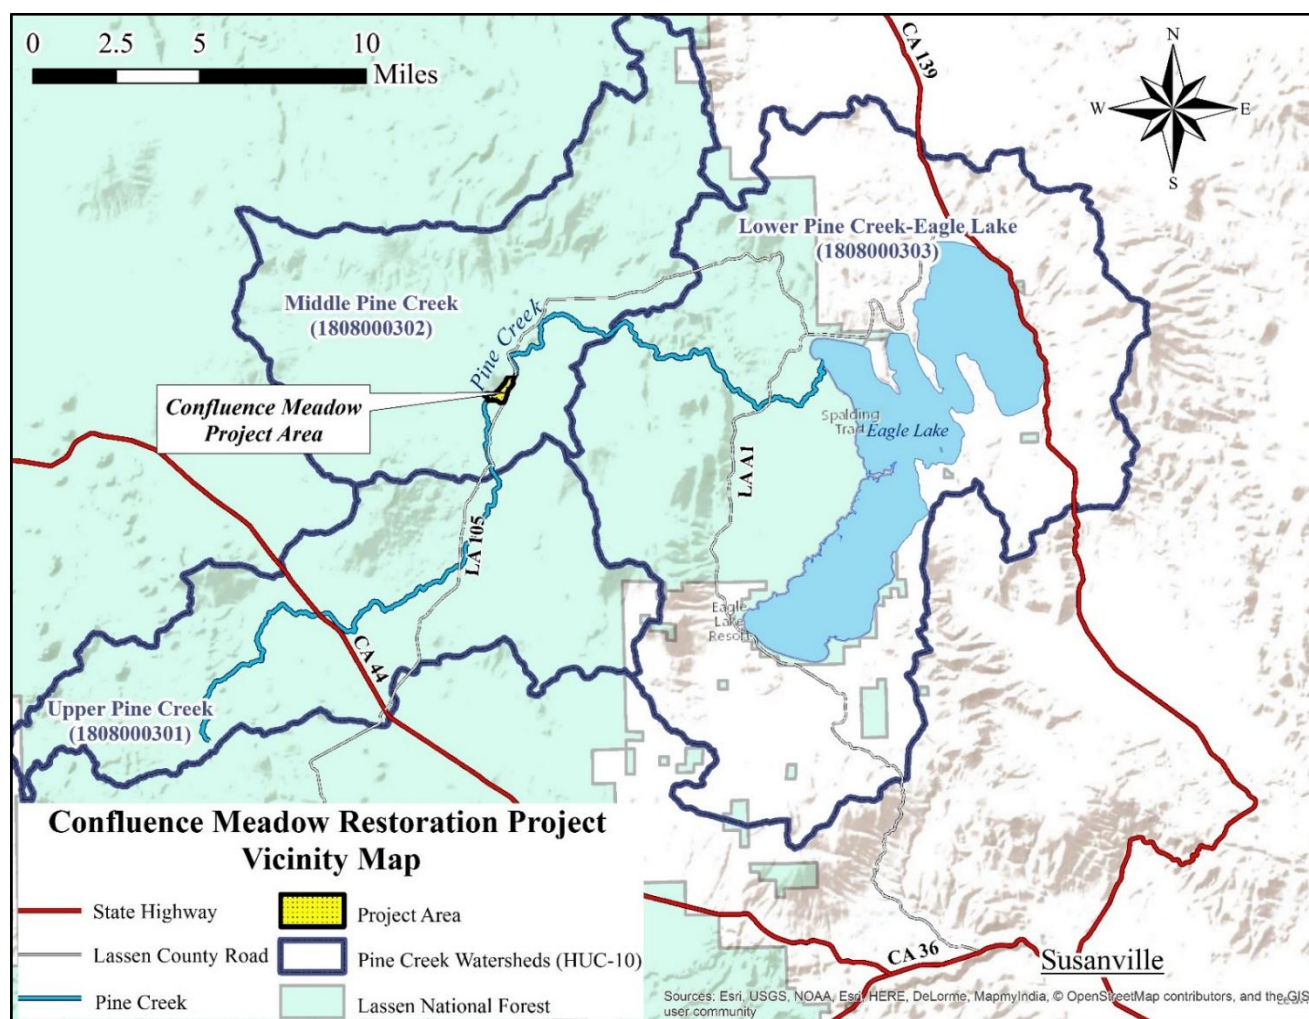 0 2.5 5 10
Miles
CA 139
N
W E
S
Lower Pine Creek-Eagle Lake
(1808000303)
Middle Pine Creek
(1808000302)
Pine Creek
Confluence Meadow
Project Area
Spalding
Tract
Eagle Lake
LA A1
LA 105
Eagle
Lake
Resort
CA 44
Upper Pine Creek
(1808000301)
Confluence Meadow Restoration Project
Vicinity Map
State Highway
Project Area
Lassen County Road
Pine Creek Watersheds (HUC-10)
Pine Creek
Lassen National Forest
CA 36
Susanville
Sources: Esri, USGS, NOAA, Esri, HERE, DeLorme, MapmyIndia, © OpenStreetMap contributors, and the GIS
user community